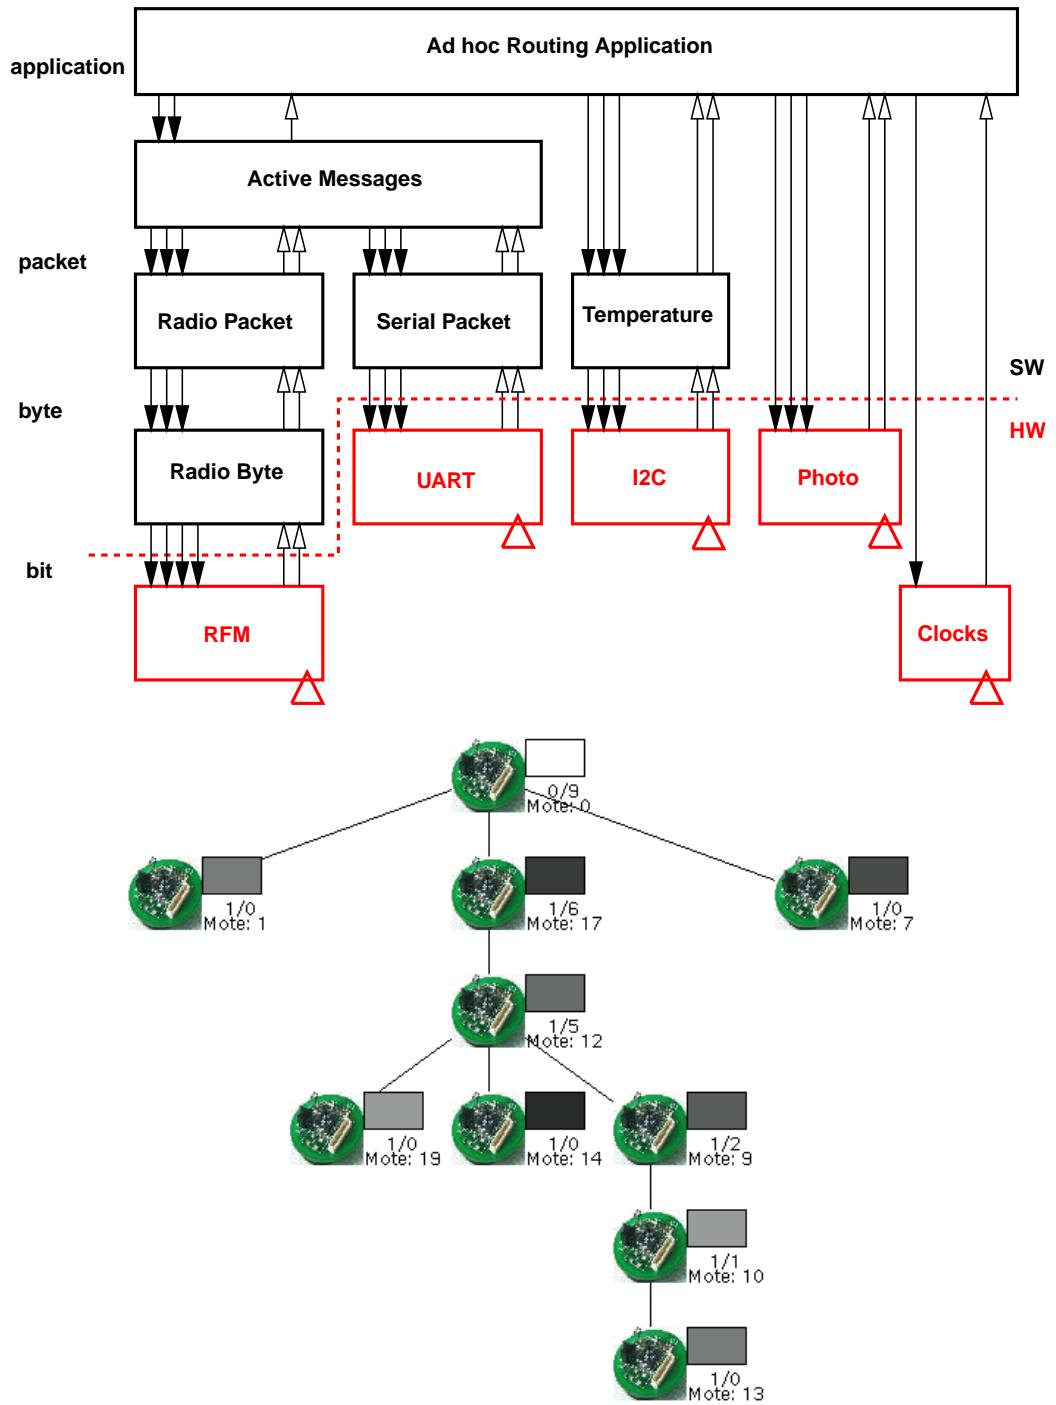 Ad hoc Routing Application
application
Active Messages
packet
Radio Packet
Serial Packet
Temperature
SW
byte
HW
Radio Byte
UART
I2C
Photo
bit
RFM
Clocks
0/9
Mote: 0
1/0
Mote: 1
1/6
Mote: 17
1/0
Mote: 7
1/5
Mote: 12
1/0
Mote: 19
1/0
Mote: 14
1/2
Mote: 9
1/1
Mote: 10
1/0
Mote: 13